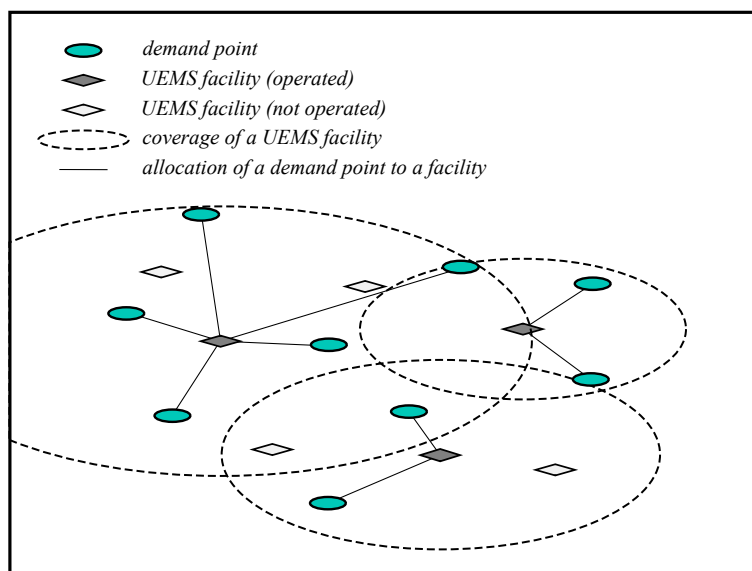 demand point
UEMS facility (operated)
UEMS facility (not operated)
coverage of a UEMS facility
allocation of a demand point to a facility